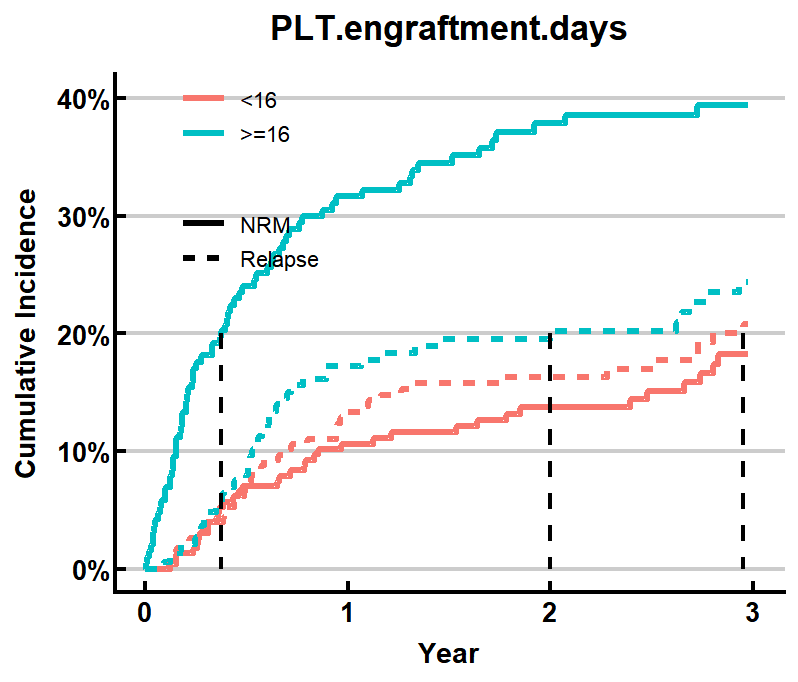 PLT.engraftment.days
Cumulative Incidence
40%
30%
20%
10%
0%
<16
>=16
NRM
Relapse
0 1 2 3
Year